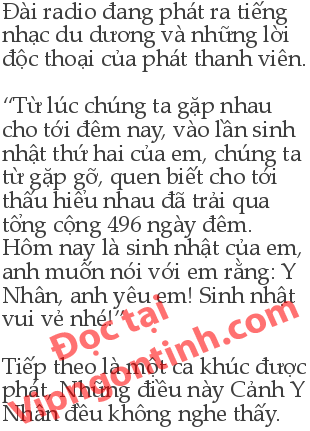 Đài radio đang phát ra tiếng
nhạc du dương và những lời
độc thoại của phát thanh viên.
“Từ lúc chúng ta gặp nhau
cho tới đêm nay, vào lần sinh
nhật thứ hai của em, chúng ta
từ gặp gỡ, quen biết cho tới
thấu hiểu nhau đã trải qua
tổng cộng 496 ngày đêm.
Hôm nay là sinh nhật của em,
anh muốn nói với em rằng: Y
Nhân, anh yêu em! Sinh nhật
vui vẻ nhé!”
Đọc tại
Vipngontinh.com
Tiếp theo là một ca khúc được
phát. Những điều này Cảnh Y
Nhân đều không nghe thấy.